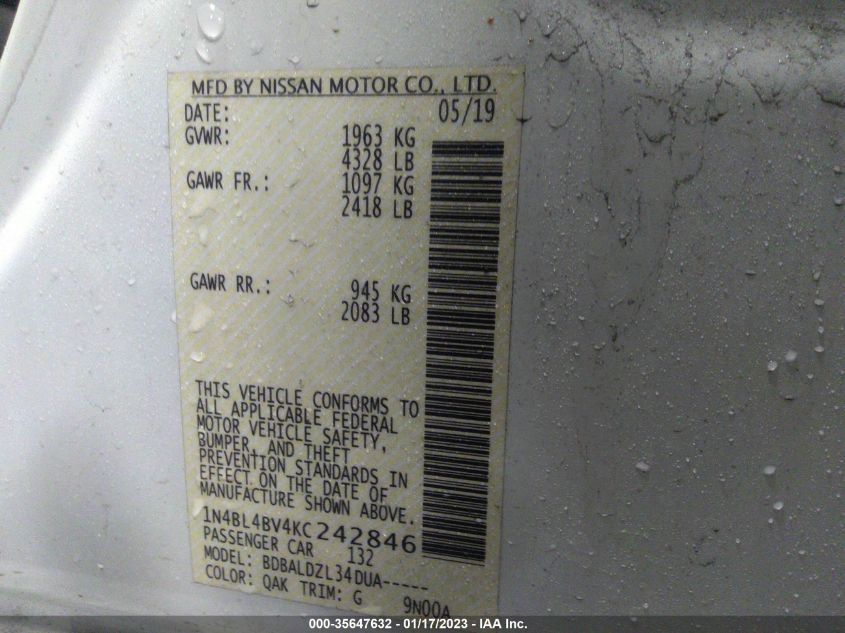 MFD BY NISSAN MOTOR CO., LTD.
DATE: 05/19
GVWR: 1963 KG
4328 LB
GAWR FR.: 1097 KG
2418 LB
GAWR RR.: 945 KG
2083 LB
THIS VEHICLE CONFORMS TO
ALL APPLICABLE FEDERAL
MOTOR VEHICLE SAFETY,
BUMPER, AND THEFT
PREVENTION STANDARDS IN
EFFECT ON THE DATE OF
MANUFACTURE SHOWN ABOVE.
1N4BL4BV4KC242846
PASSENGER CAR 132
MODEL: BDBALDZL34DUA-----
COLOR: QAK TRIM: G 9N00A
000-35647632 - 01/17/2023 - IAA Inc.